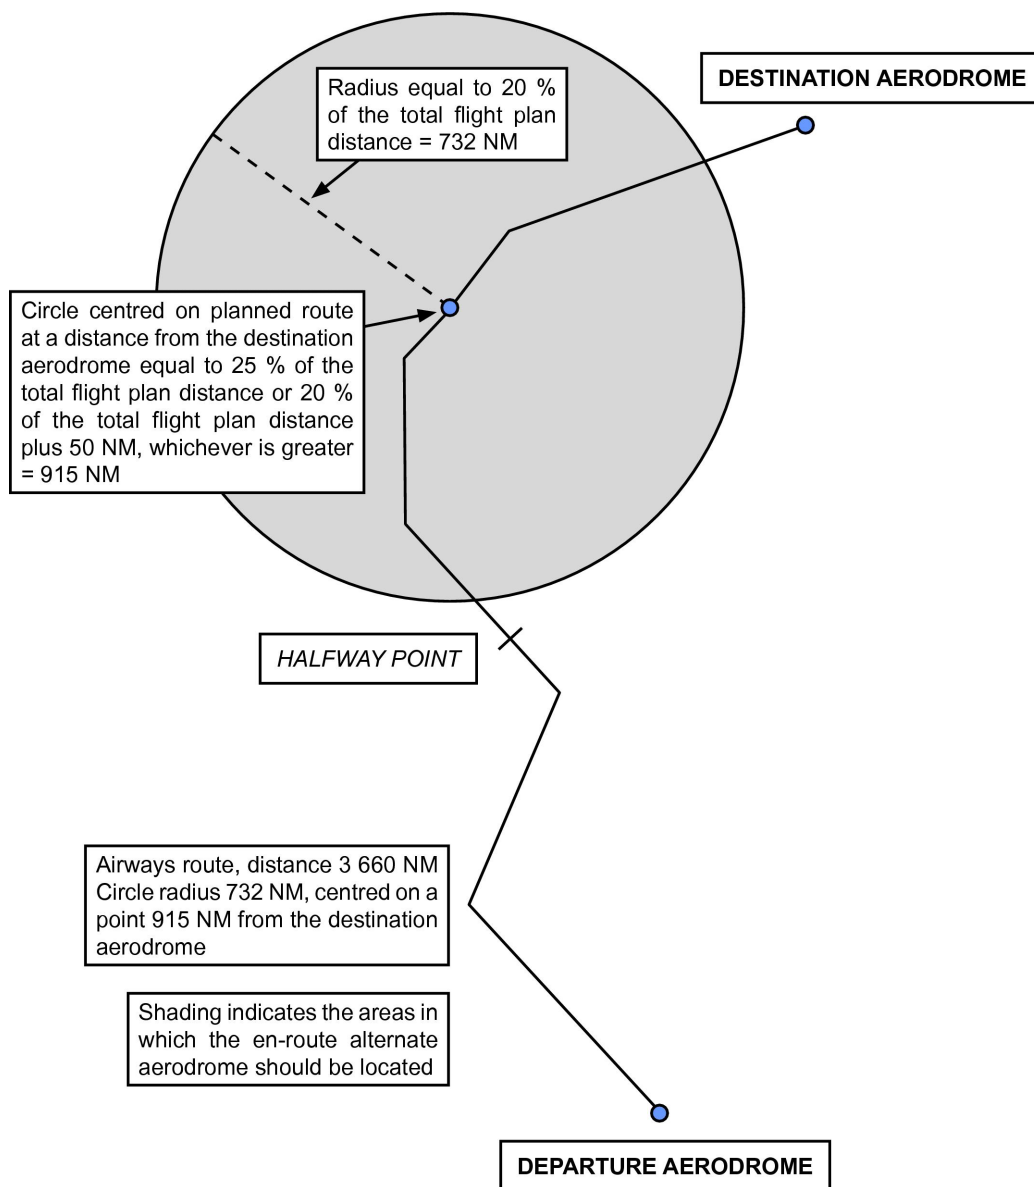 DESTINATION AERODROME
Radius equal to 20 %
of the total flight plan
distance = 732 NM
Circle centred on planned route
at a distance from the destination
aerodrome equal to 25 % of the
total flight plan distance or 20 %
of the total flight plan distance
plus 50 NM, whichever is greater
= 915 NM
HALFWAY POINT
Airways route, distance 3 660 NM
Circle radius 732 NM, centred on a
point 915 NM from the destination
aerodrome
Shading indicates the areas in
which the en-route alternate
aerodrome should be located
DEPARTURE AERODROME